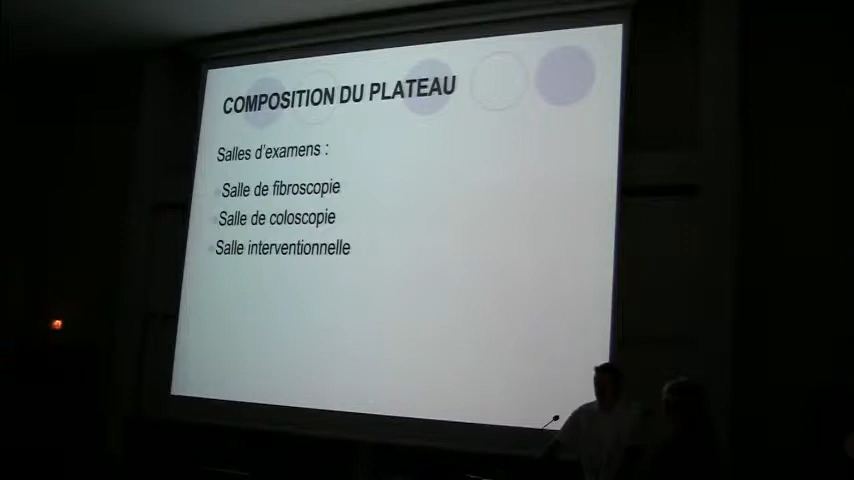 COMPOSITION DU PLATEAU
Salles d'examens :
Salle de fibroscopie
Salle de coloscopie
Salle interventionnelle